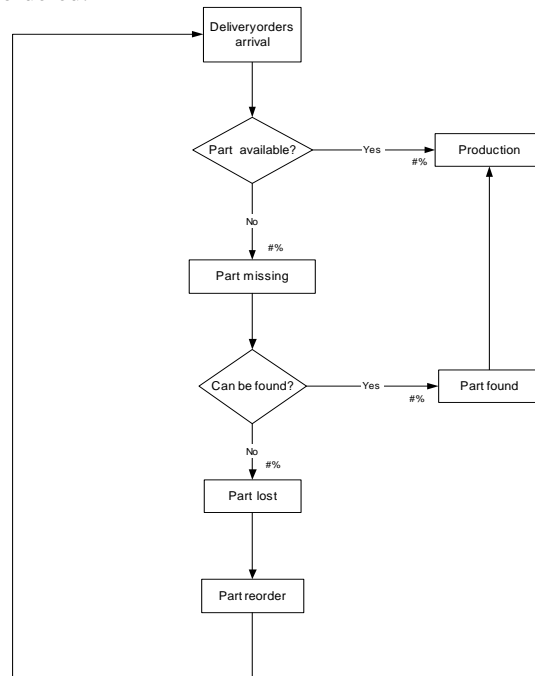 Deliveryorders
arrival
Part available?
Yes
#%
Production
No
#%
Part missing
Can be found?
Yes
#%
Part found
No
#%
Part lost
Part reorder